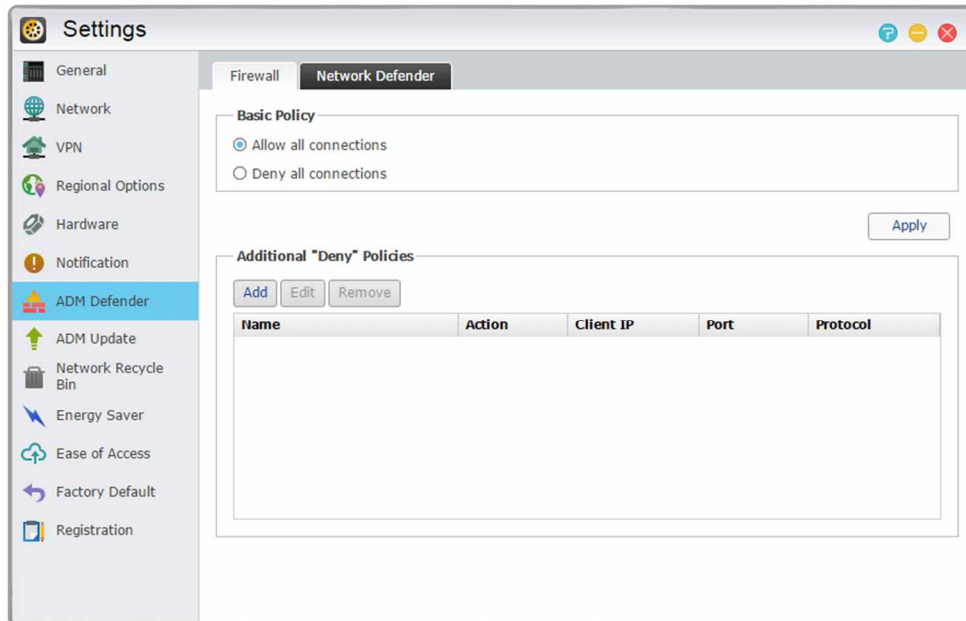 Settings
General
Network
VPN
Regional Options
Hardware
Notification
ADM Defender
ADM Update
Network Recycle
Bin
Energy Saver
Ease of Access
Factory Default
Registration
Firewall Network Defender
Basic Policy
Allow all connections
Deny all connections
Apply
Additional "Deny" Policies
Add Edit Remove
Name Action Client IP Port Protocol